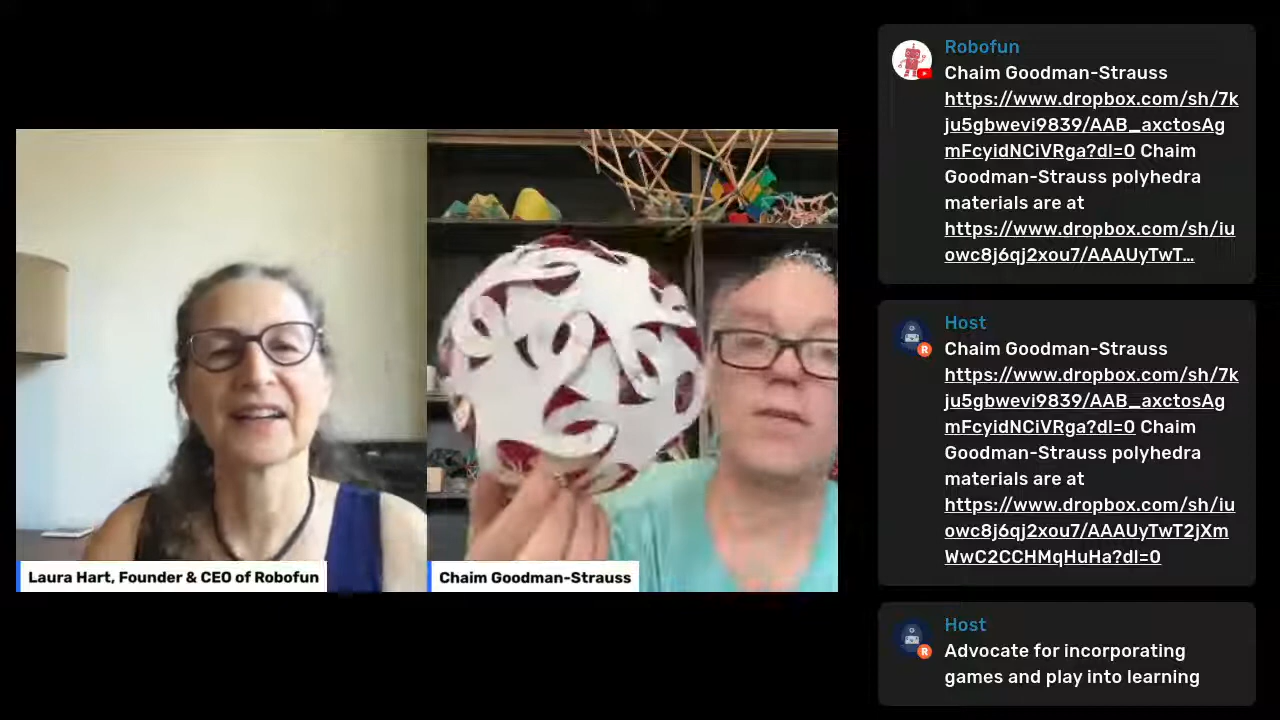 Laura Hart, Founder & CEO of Robofun
Chaim Goodman-Strauss
Robofun
Chaim Goodman-Strauss
https://www.dropbox.com/sh/7k
ju5gbwevi9839/AAB_axctosAg
mFcyidNCiVRga?dl=0 Chaim
Goodman-Strauss polyhedra
materials are at
https://www.dropbox.com/sh/iu
owc8j6qj2xou7/AAAUyTwT…
Host
R
Chaim Goodman-Strauss
https://www.dropbox.com/sh/7k
ju5gbwevi9839/AAB_axctosAg
mFcyidNCiVRga?dl=0 Chaim
Goodman-Strauss polyhedra
materials are at
https://www.dropbox.com/sh/iu
owc8j6qj2xou7/AAAUyTwT2jXm
WwC2CCHMqHuHa?dl=0
Host
R
Advocate for incorporating
games and play into learning